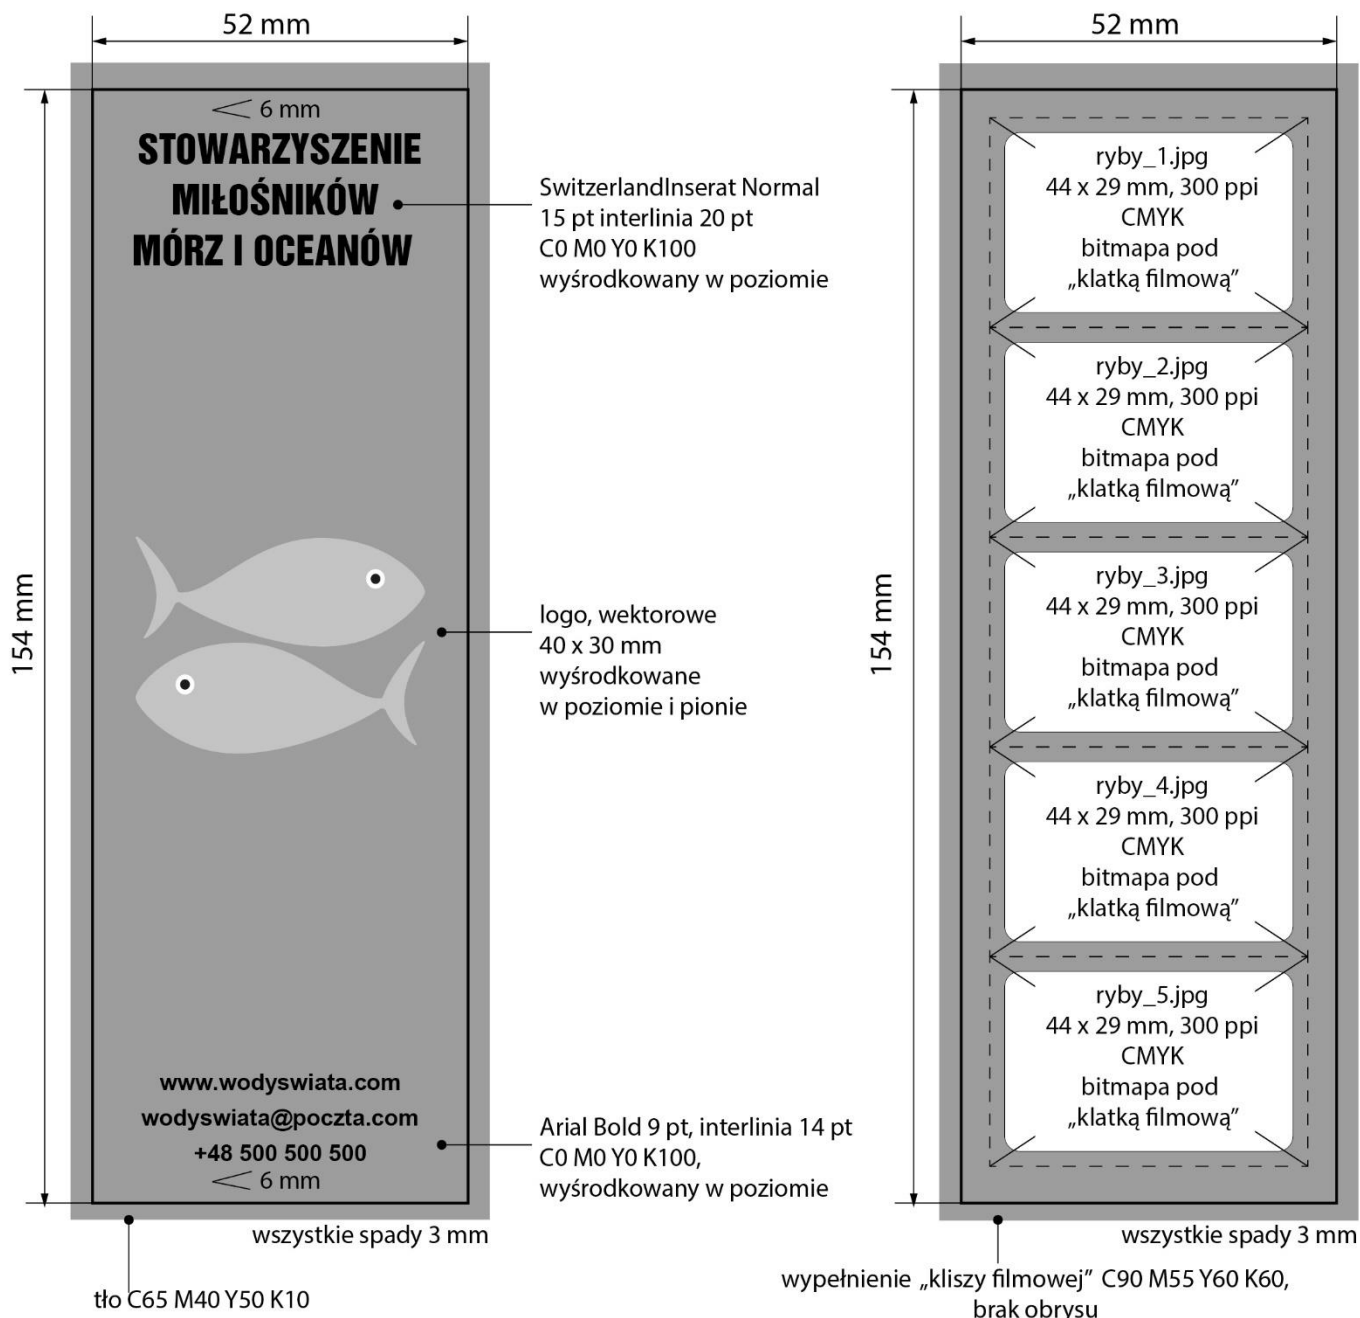 52 mm
154 mm
< 6 mm
STOWARZYSZENIE
MIŁOŚNIKÓW
MÓRZ I OCEANÓW
SwitzerlandInserat Normal
15 pt interlinia 20 pt
C0 M0 Y0 K100
wyśrodkowany w poziomie
logo, wektorowe
40 x 30 mm
wyśrodkowane
w poziomie i pionie
www.wodyswiata.com
wodyswiata@poczta.com
+48 500 500 500
< 6 mm
Arial Bold 9 pt, interlinia 14 pt
C0 M0 Y0 K100,
wyśrodkowany w poziomie
wszystkie spady 3 mm
tło C65 M40 Y50 K10
52 mm
154 mm
ryby_1.jpg
44 x 29 mm, 300 ppi
CMYK
bitmapa pod
„klatką filmową”
ryby_2.jpg
44 x 29 mm, 300 ppi
CMYK
bitmapa pod
„klatką filmową”
ryby_3.jpg
44 x 29 mm, 300 ppi
CMYK
bitmapa pod
„klatką filmową”
ryby_4.jpg
44 x 29 mm, 300 ppi
CMYK
bitmapa pod
„klatką filmową”
ryby_5.jpg
44 x 29 mm, 300 ppi
CMYK
bitmapa pod
„klatką filmową”
wszystkie spady 3 mm
wypełnienie „kliszy filmowej” C90 M55 Y60 K60,
brak obrysu